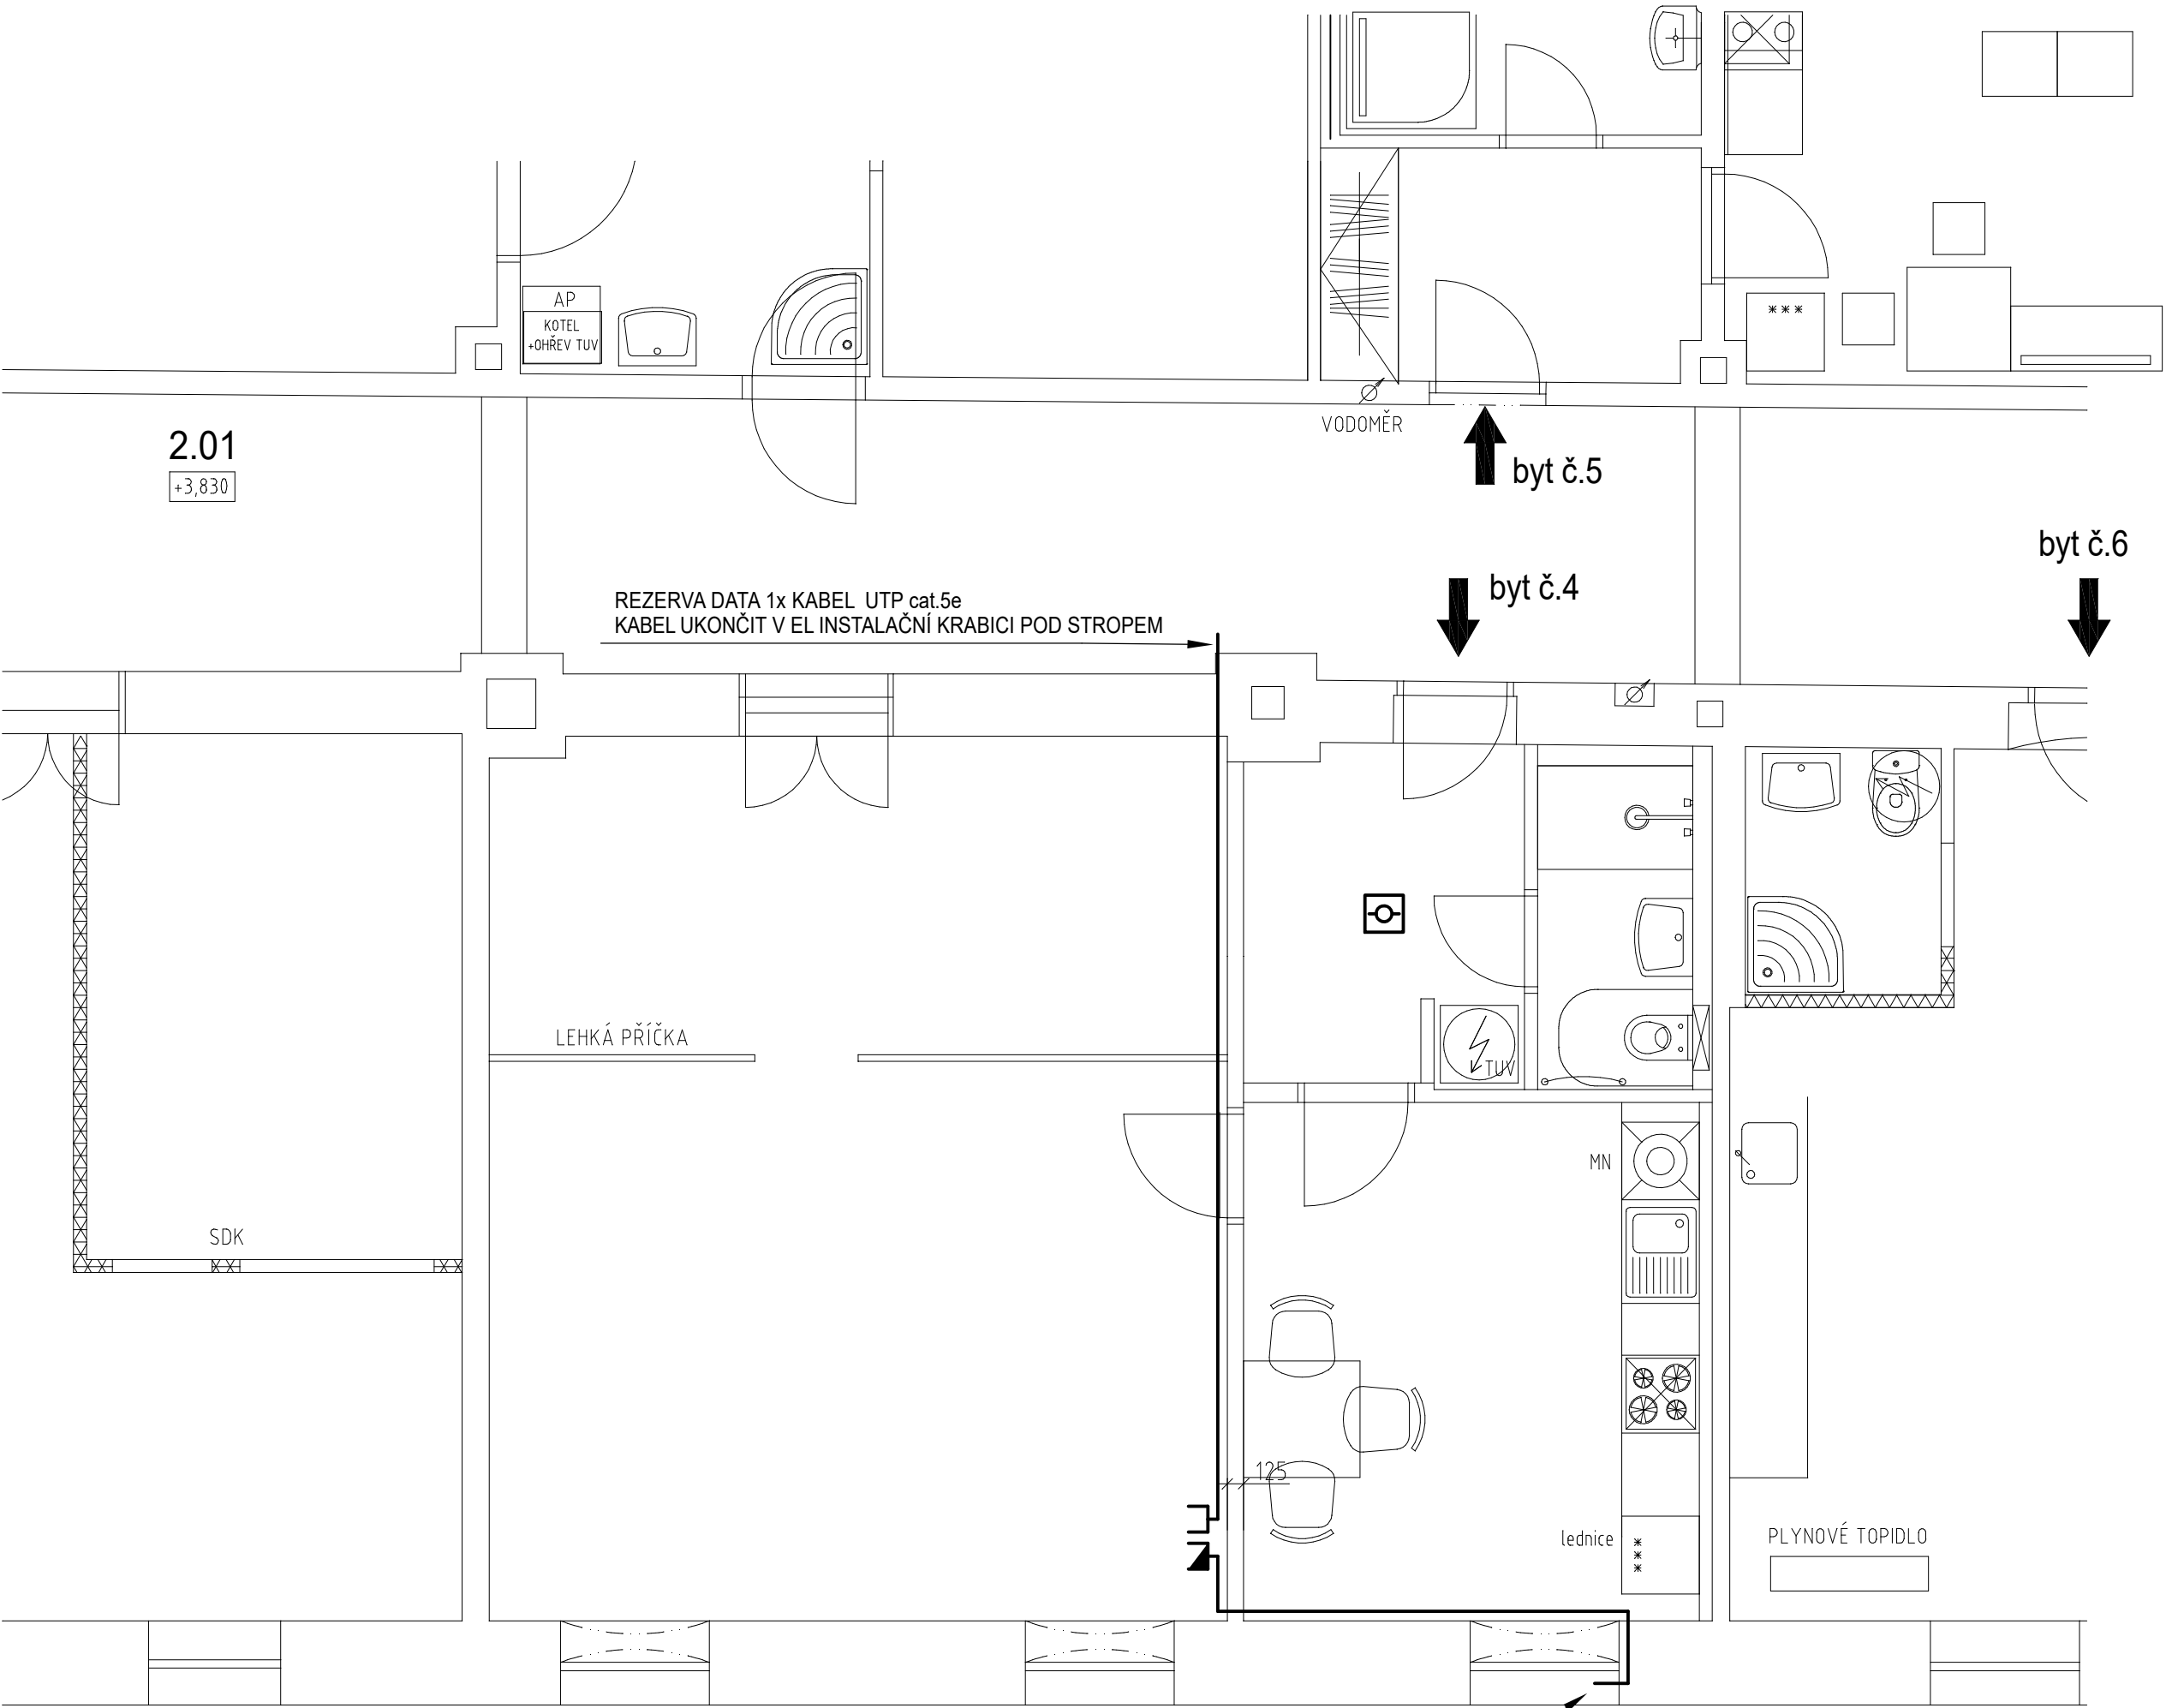 AP
KOTEL
+OHŘEV TUV
VODOMĚR
2.01
+3,830
byt č.5
byt č.6
byt č.4
REZERVA DATA 1x KABEL UTP cat.5e
KABEL UKONČIT V EL INSTALAČNÍ KRABICI POD STROPEM
LEHKÁ PŘÍČKA
TUV
MN
SDK
125
lednice
PLYNOVÉ TOPIDLO